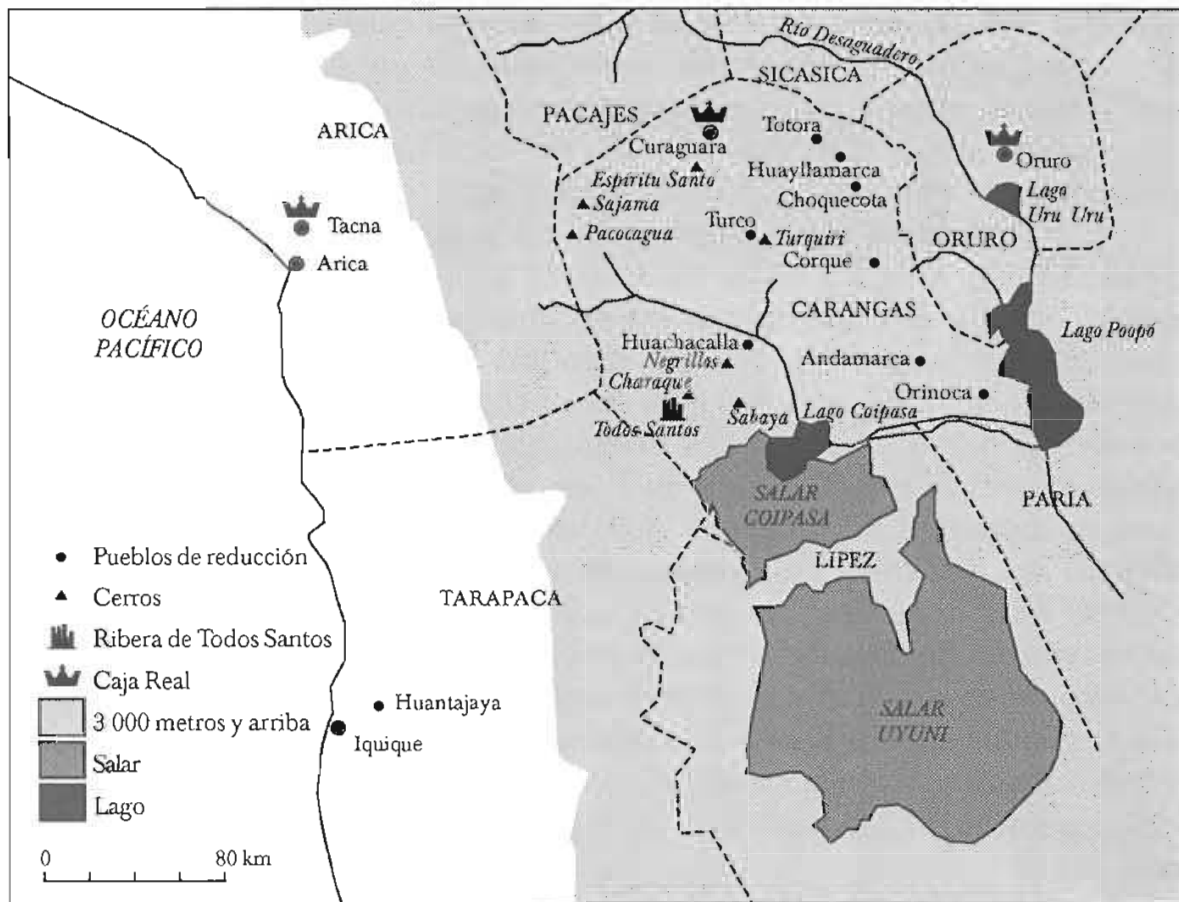 Río Desaguadero
SICASICA
PACAJES
ARICA
Totora
Curaguara
Oruro
Huayllamarca
Espíritu Santo
Choquecota
Lago
Uru Uru
Sajama
Tacna
Turco
Turquiri
Pacocagua
ORURO
Arica
Corque
CARANGAS
OCÉANO
PACÍFICO
Lago Poopó
Huachacalla
Negrillos
Andamarca
Charaque
Orinoca
Sabaya
Lago Coipasa
Todos Santos
SALAR
COIPASA
PARIA
LIPEZ
TARAPACA
Pueblos de reducción
Cerros
Ribera de Todos Santos
Caja Real
3 000 metros y arriba
Salar
Lago
Huantajaya
Iquique
SALAR
UYUNI
0 80 km